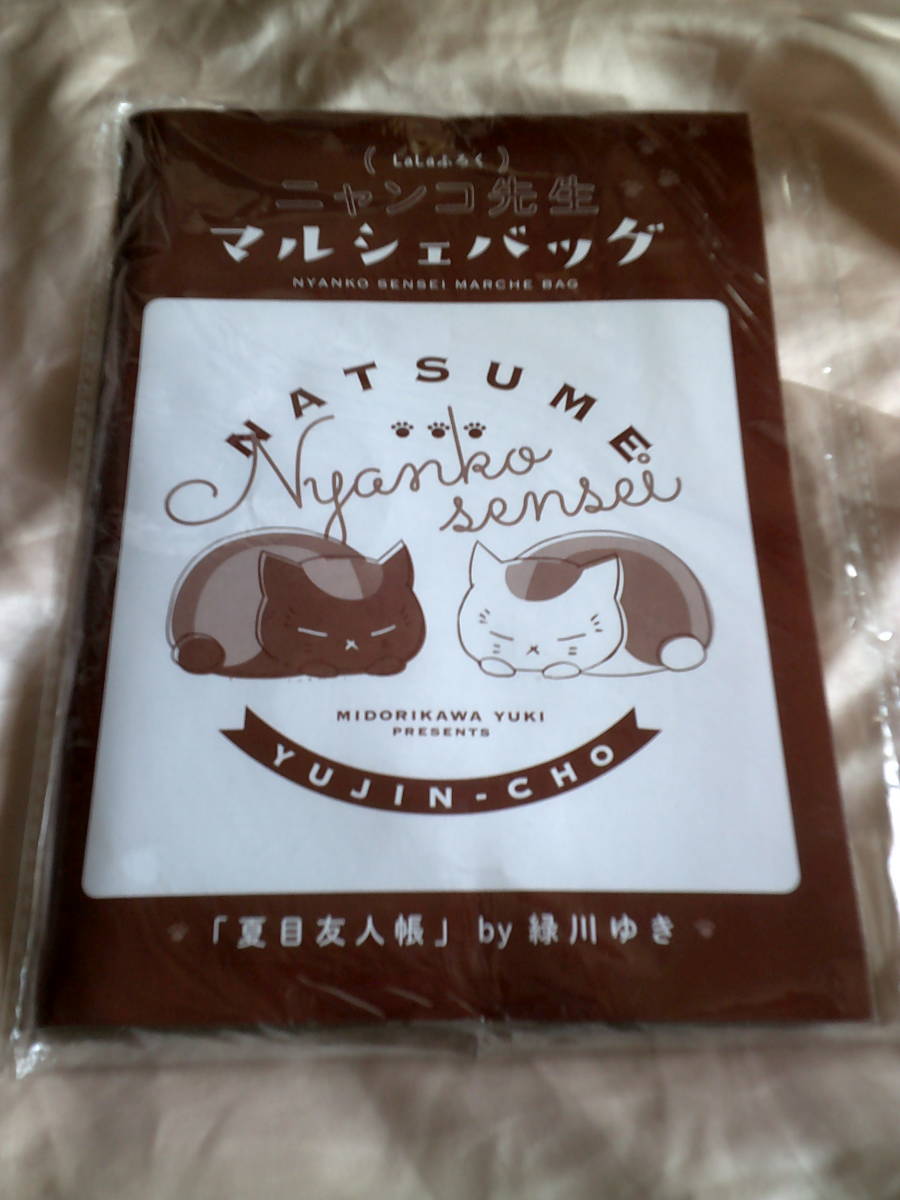 (LaLaふろく)
ニャンコ先生
マルシェバッグ
NYANKO SENSEI MARCHE BAG
NATSUME
Nyanko
sensei
MIDORIKAWA YUKI
PRESENTS
YUJIN-CHO
「夏目友人帳」 by 緑川ゆき